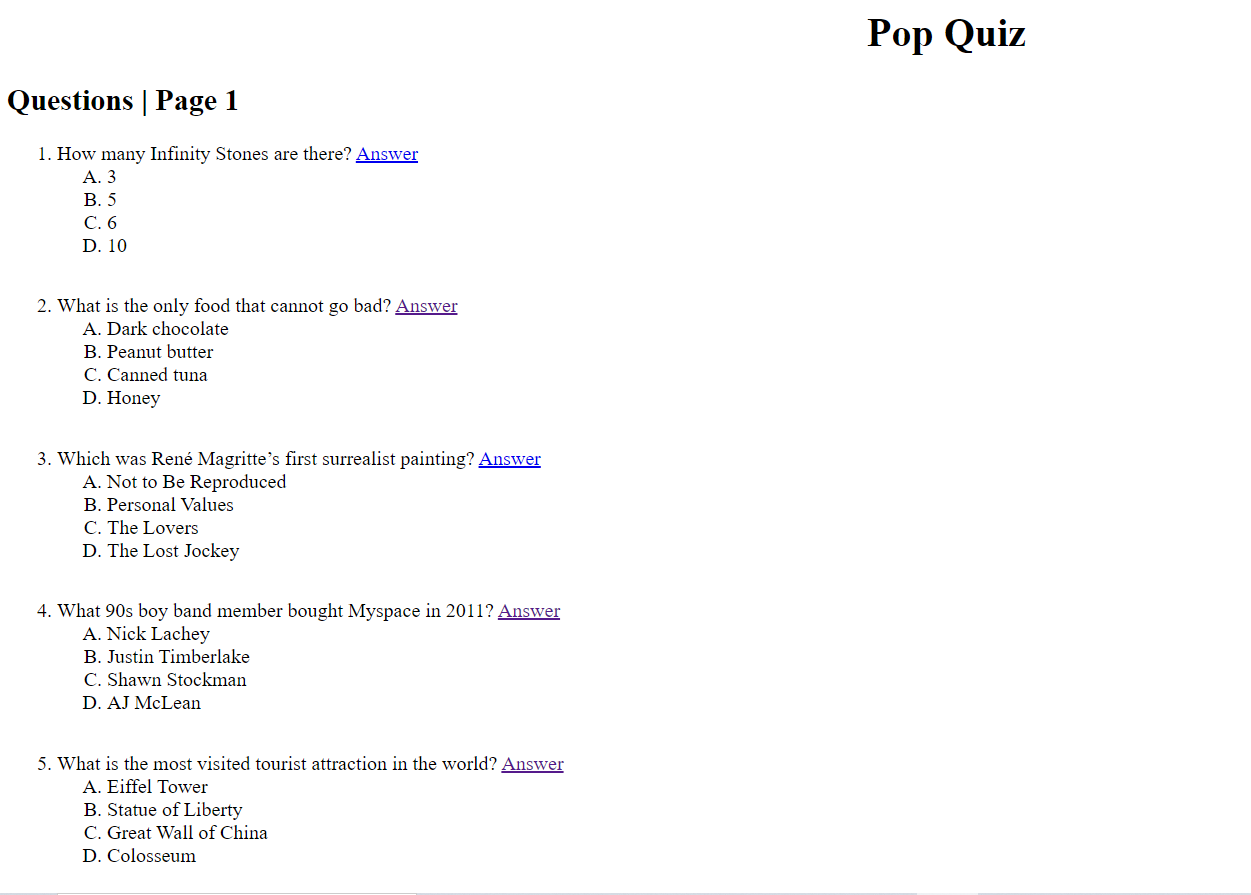 Pop Quiz
Questions | Page 1
1. How many Infinity Stones are there? Answer
A. 3
B. 5
C. 6
D. 10
2. What is the only food that cannot go bad? Answer
A. Dark chocolate
B. Peanut butter
C. Canned tuna
D. Honey
3. Which was René Magritte’s first surrealist painting? Answer
A. Not to Be Reproduced
B. Personal Values
C. The Lovers
D. The Lost Jockey
4. What 90s boy band member bought Myspace in 2011? Answer
A. Nick Lachey
B. Justin Timberlake
C. Shawn Stockman
D. AJ McLean
5. What is the most visited tourist attraction in the world? Answer
A. Eiffel Tower
B. Statue of Liberty
C. Great Wall of China
D. Colosseum